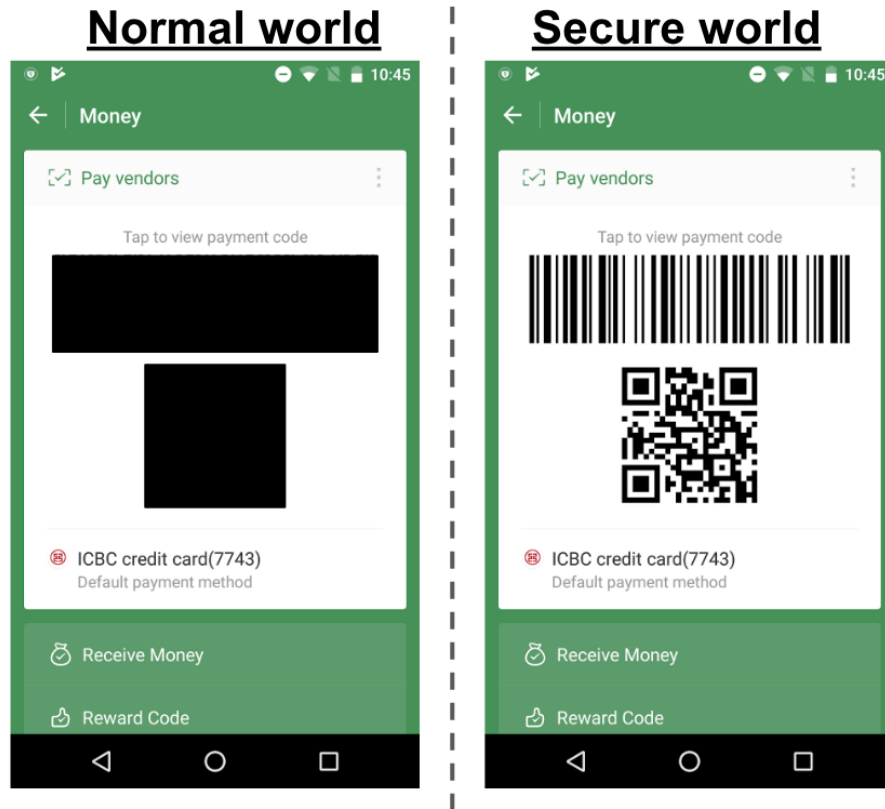 Normal world
10:45
Money
Pay vendors
Tap to view payment code
ICBC credit card(7743)
Default payment method
Receive Money
Reward Code
Secure world
10:45
Money
Pay vendors
Tap to view payment code
ICBC credit card(7743)
Default payment method
Receive Money
Reward Code